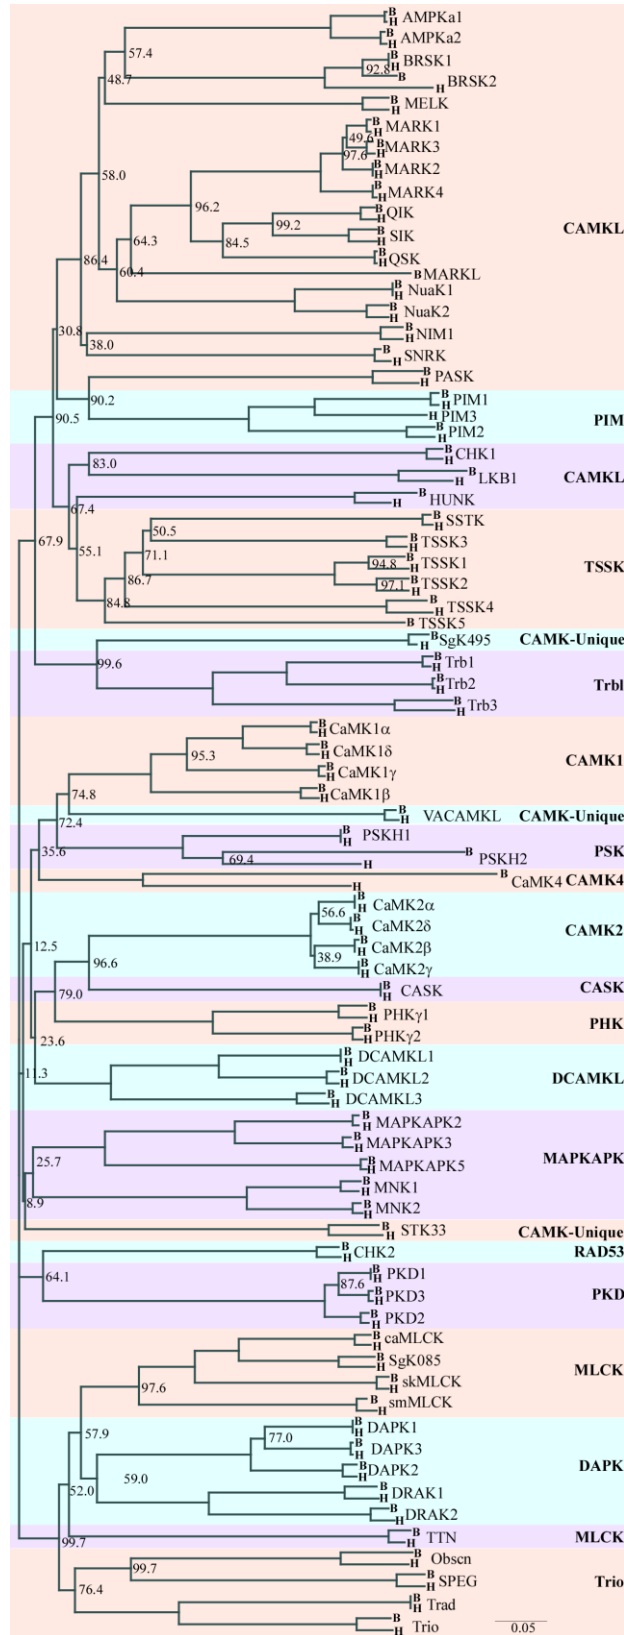 B
H AMPKa1
B
H AMPKa2
57.4
B
H BRSK1
92.8
B
H BRSK2
48.7
B
H MELK
B
H MARK1
49.6
B
H MARK3
97.6
B
H MARK2
58.0
B
H MARK4
96.2
B
H QIK
99.2
CAMKL
B
H SIK
64.3
84.5
B
H QSK
86.4
60.4
B MARKL
B
H NuaK1
B
H NuaK2
30.8
B
H NIM1
38.0
B
H SNRK
B
H PASK
90.2
B
H PIM1
90.5
H PIM3
PIM
B
H PIM2
B
H CHK1
83.0
B
H LKB1
CAMKL
B
H HUNK
67.4
B
H SSTK
50.5
67.9
55.1
71.1
B
H TSSK3
94.8
B
H TSSK1
TSSK
86.7
97.1
B
H TSSK2
84.8
B
H TSSK4
B TSSK5
B
H SgK495
CAMK-Unique
99.6
B
H Trb1
B
H Trb2
Trbl
B
H Trb3
B
H CaMK1α
95.3
B
H CaMK1δ
CAMK1
B
H CaMK1γ
74.8
B
H CaMK1β
B
H VACAMKL
CAMK-Unique
72.4
B
H PSKH1
35.6
69.4
B
H PSKH2
PSK
B
H CaMK4
CAMK4
B
H CaMK2α
56.6
B
H CaMK2δ
CAMK2
12.5
B
H CaMK2β
38.9
96.6
B
H CaMK2γ
79.0
B
H CASK
CASK
B
H PHKγ1
PHK
23.6
B
H PHKγ2
B
H DCAMKL1
11.3
B
H DCAMKL2
DCAMKL
B
H DCAMKL3
B
H MAPKAPK2
B
H MAPKAPK3
25.7
MAPKAPK
B
H MAPKAPK5
B
H MNK1
8.9
B
H MNK2
B
H STK33
CAMK-Unique
B
H CHK2
RAD53
64.1
B
H PKD1
87.6
B
H PKD3
PKD
B
H PKD2
B
H caMLCK
B
H SgK085
MLCK
97.6
B
H skMLCK
B
H smMLCK
57.9
B
H DAPK1
77.0
B
H DAPK3
59.0
B
H DAPK2
DAPK
52.0
B
H DRAK1
B
H DRAK2
B
H TTN
MLCK
99.7
B
H Obscn
99.7
B
H SPEG
Trio
76.4
B
H Trad
B
H Trio
0.05